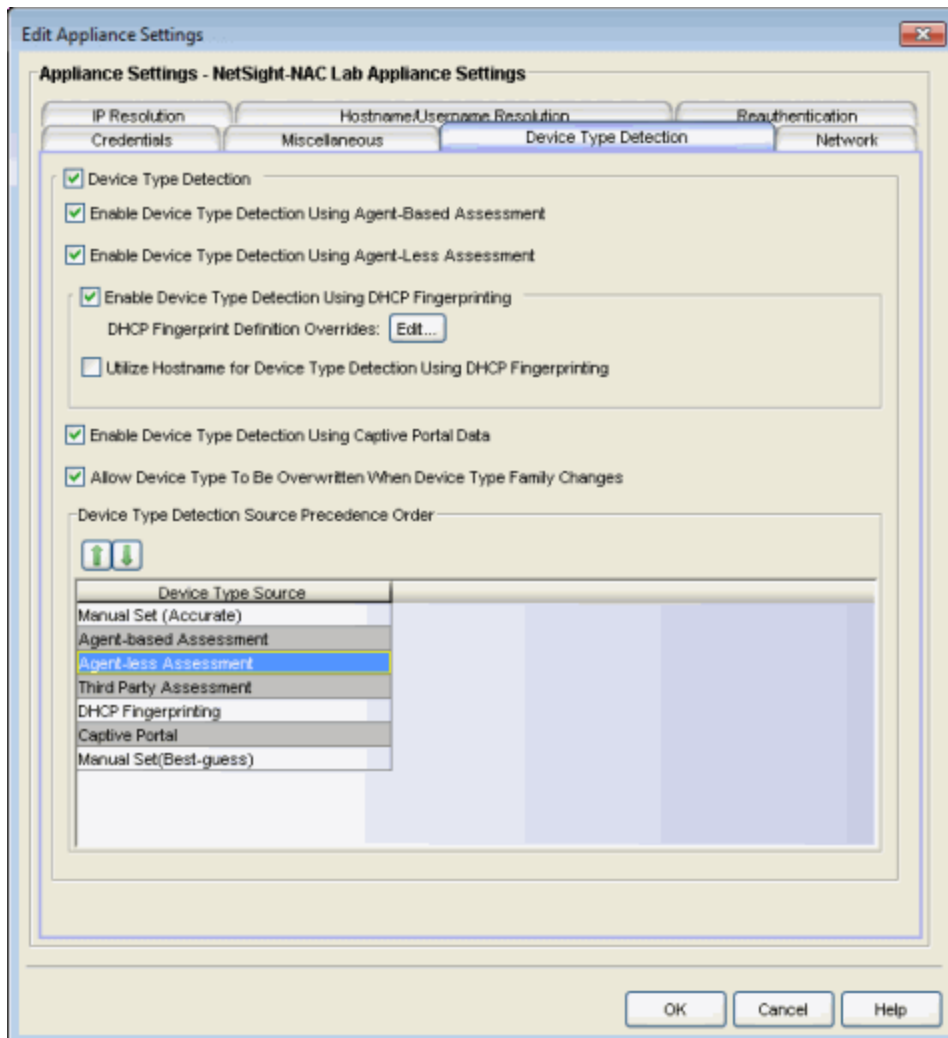 Edit Appliance Settings
Appliance Settings - NetSight-NAC Lab Appliance Settings
IP Resolution
Hostname/Username Resolution
Reauthentication
Credentials
Miscellaneous
Device Type Detection
Network
Device Type Detection
Enable Device Type Detection Using Agent-Based Assessment
Enable Device Type Detection Using Agent-Less Assessment
Enable Device Type Detection Using DHCP Fingerprinting
DHCP Fingerprint Definition Overrides: Edit...
Utilize Hostname for Device Type Detection Using DHCP Fingerprinting
Enable Device Type Detection Using Captive Portal Data
Allow Device Type To Be Overwritten When Device Type Family Changes
Device Type Detection Source Precedence Order
Device Type Source
Manual Set (Accurate)
Agent-based Assessment
Agent-less Assessment
Third Party Assessment
DHCP Fingerprinting
Captive Portal
Manual Set(Best-guess)
OK
Cancel
Help